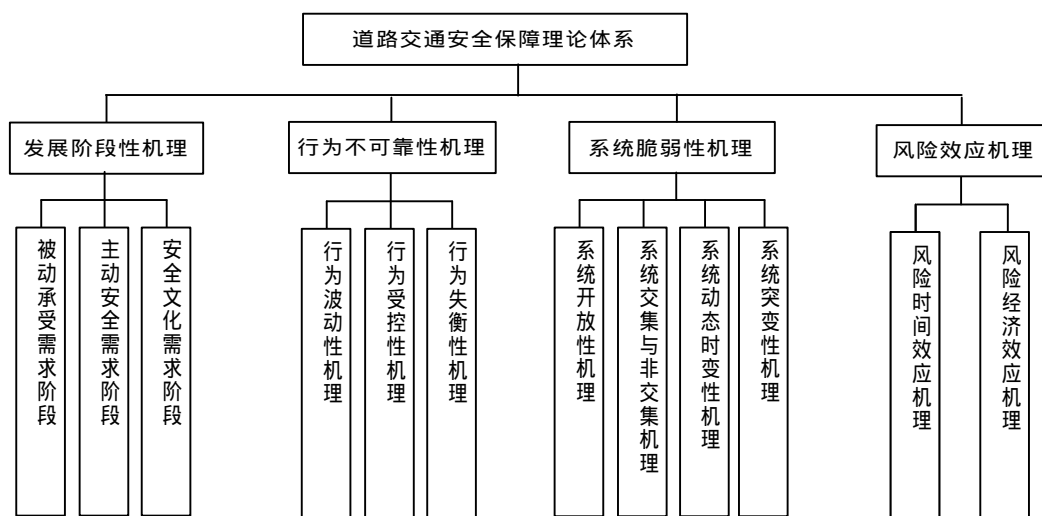 道路交通安全保障理论体系
发展阶段性机理
行为不可靠性机理
系统脆弱性机理
风险效应机理
被动承受需求阶段
主动安全需求阶段
安全文化需求阶段
行为波动性机理
行为受控性机理
行为失衡性机理
系统开放性机理
系统交集与非交集机理
系统动态时变性机理
系统突变性机理
风险时间效应机理
风险经济效应机理